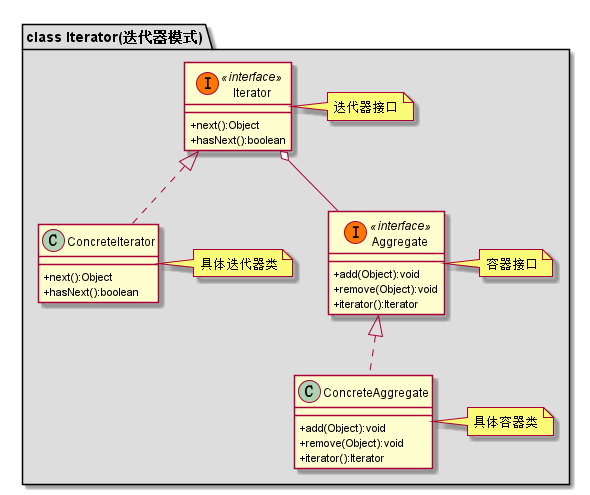 class Iterator(迭代器模式)
I
«interface»
Iterator
+next():Object
+hasNext():boolean
迭代器接口
C ConcreteIterator
+next():Object
+hasNext():boolean
具体迭代器类
I
«interface»
Aggregate
+add(Object):void
+remove(Object):void
+iterator():Iterator
容器接口
C ConcreteAggregate
+add(Object):void
+remove(Object):void
+iterator():Iterator
具体容器类